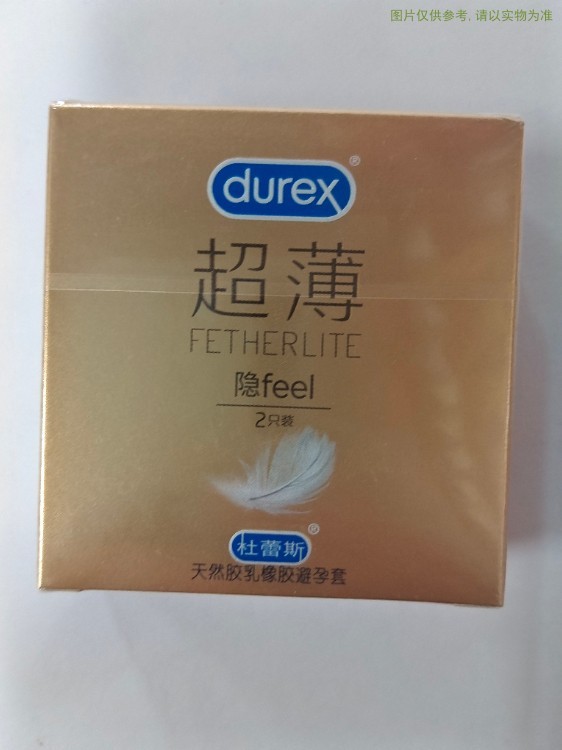 图片仅供参考, 请以实物为准
durex®
超薄
FETHERLITE
隐feel
2只装
杜蕾斯®
天然胶乳橡胶避孕套